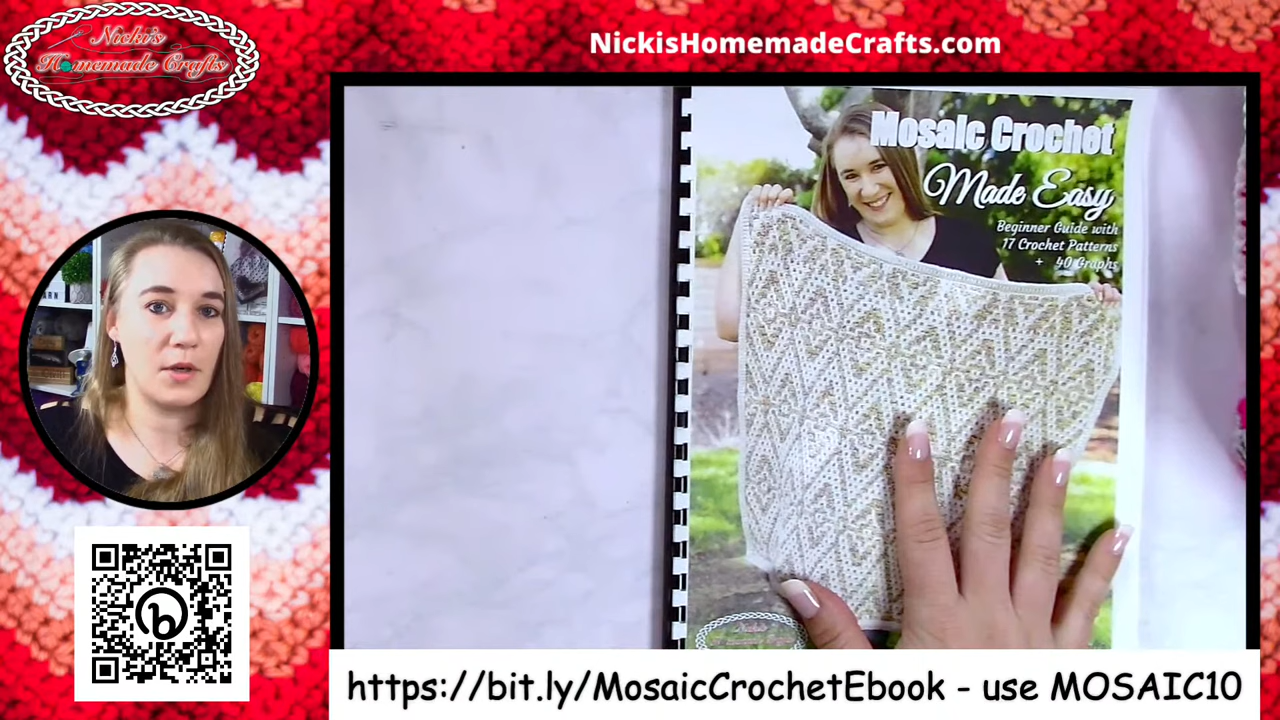 Nicki's
Homemade Crafts
NickisHomemadeCrafts.com
Mosaic Crochet
Made Easy
Beginner Guide with
17 Crochet Patterns
+ 40 Graphs
Nicki's
https://bit.ly/MosaicCrochetEbook - use MOSAIC10